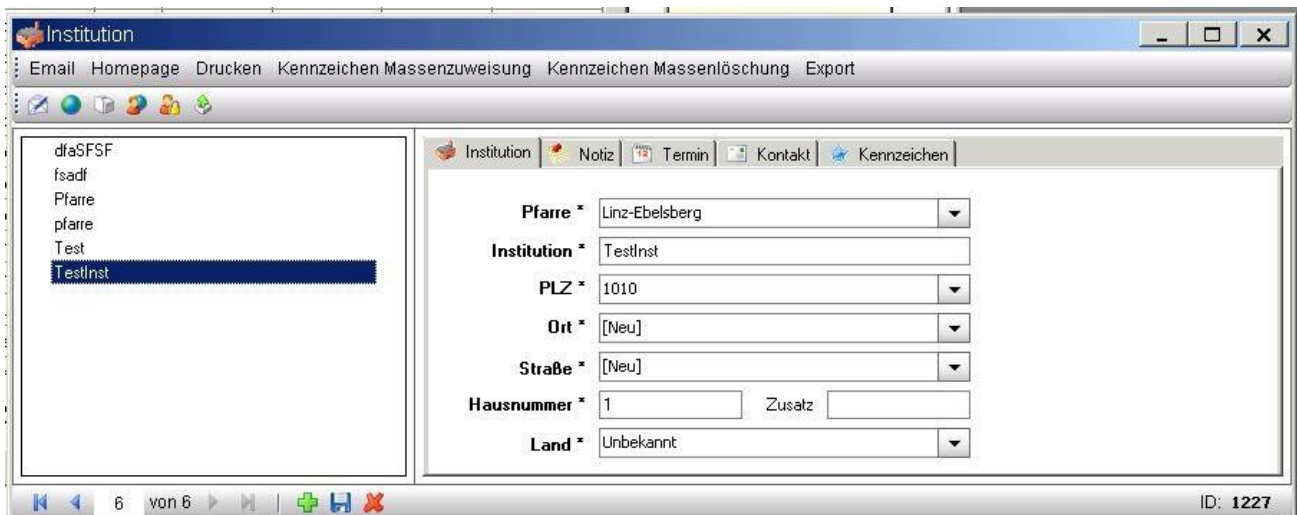 Institution
Email Homepage Drucken Kennzeichen Massenzuweisung Kennzeichen Massenlöschung Export
dfaSFSF
fsadf
Pfarre
pfarre
Test
TestInst
Institution Notiz 12 Termin Kontakt Kennzeichen
Pfarre * Linz-Ebelsberg
Institution * TestInst
PLZ * 1010
Ort * [Neu]
Straße * [Neu]
Hausnummer * 1 Zusatz
Land * Unbekannt
6 von 6 ID: 1227